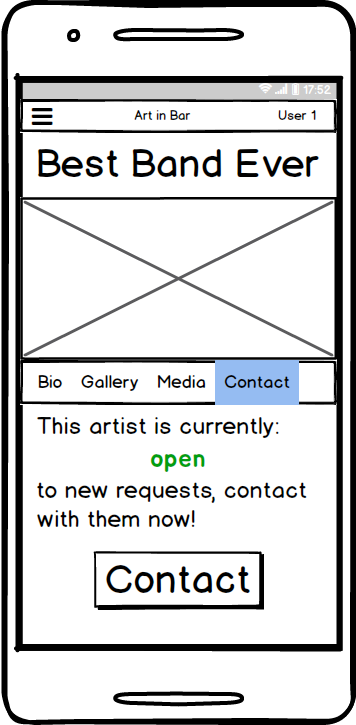 17:52
Art in Bar User 1
Best Band Ever
Bio Gallery Media Contact
This artist is currently:
open
to new requests, contact
with them now!
Contact